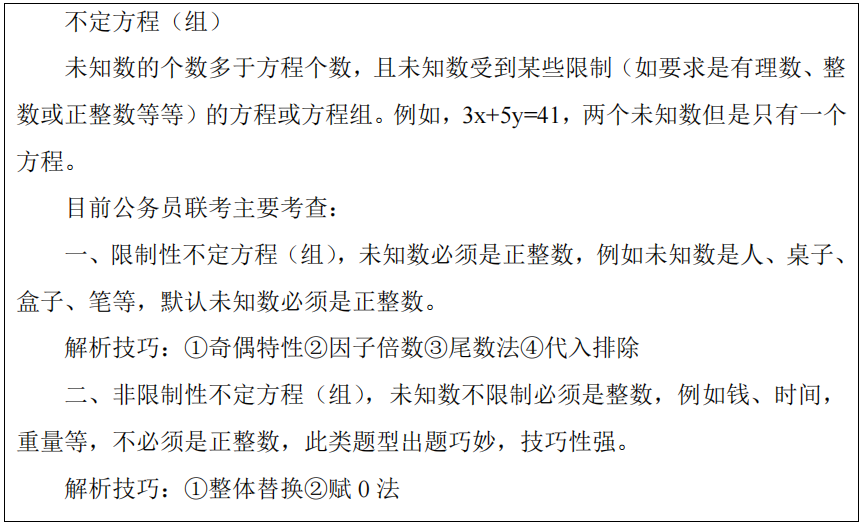 不定方程（组）
未知数的个数多于方程个数，且未知数受到某些限制（如要求是有理数、整
数或正整数等等）的方程或方程组。例如，3x+5y=41，两个未知数但是只有一个
方程。
目前公务员联考主要考查：
一、限制性不定方程（组），未知数必须是正整数，例如未知数是人、桌子、
盒子、笔等，默认未知数必须是正整数。
解析技巧：①奇偶特性②因子倍数③尾数法④代入排除
二、非限制性不定方程（组），未知数不限制必须是整数，例如钱、时间，
重量等，不必须是正整数，此类题型出题巧妙，技巧性强。
解析技巧：①整体替换②赋 0 法